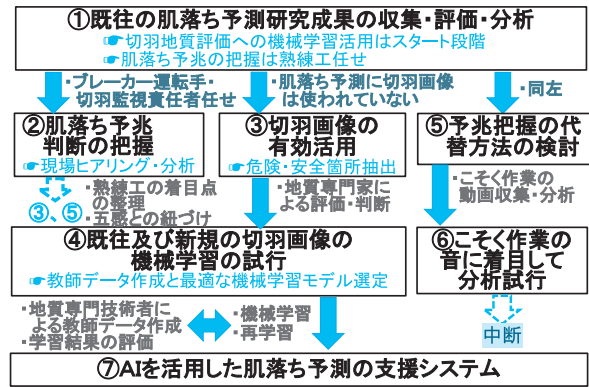 ①既往の肌落ち予測研究成果の収集・評価・分析
☞切羽地質評価への機械学習活用はスタート段階
☞肌落ち予兆の把握は熟練工任せ
・ブレーカー運転手・
切羽監視責任者任せ
・肌落ち予測に切羽画像
は使われていない
・同左
②肌落ち予兆
判断の把握
☞現場ヒアリング・分析
③切羽画像の
有効活用
☞危険・安全箇所抽出
⑤予兆把握の代
替方法の検討
③、⑤
・熟練工の着目点
の整理
・五感との紐づけ
・地質専門家
による評価・判断
・こそく作業の
動画収集・分析
④既往及び新規の切羽画像の
機械学習の試行
☞教師データ作成と最適な機械学習モデル選定
⑥こそく作業の
音に着目して
分析試行
・地質専門技術者に
よる教師データ作成
・学習結果の評価
・機械学習
・再学習
中断
⑦AIを活用した肌落ち予測の支援システム